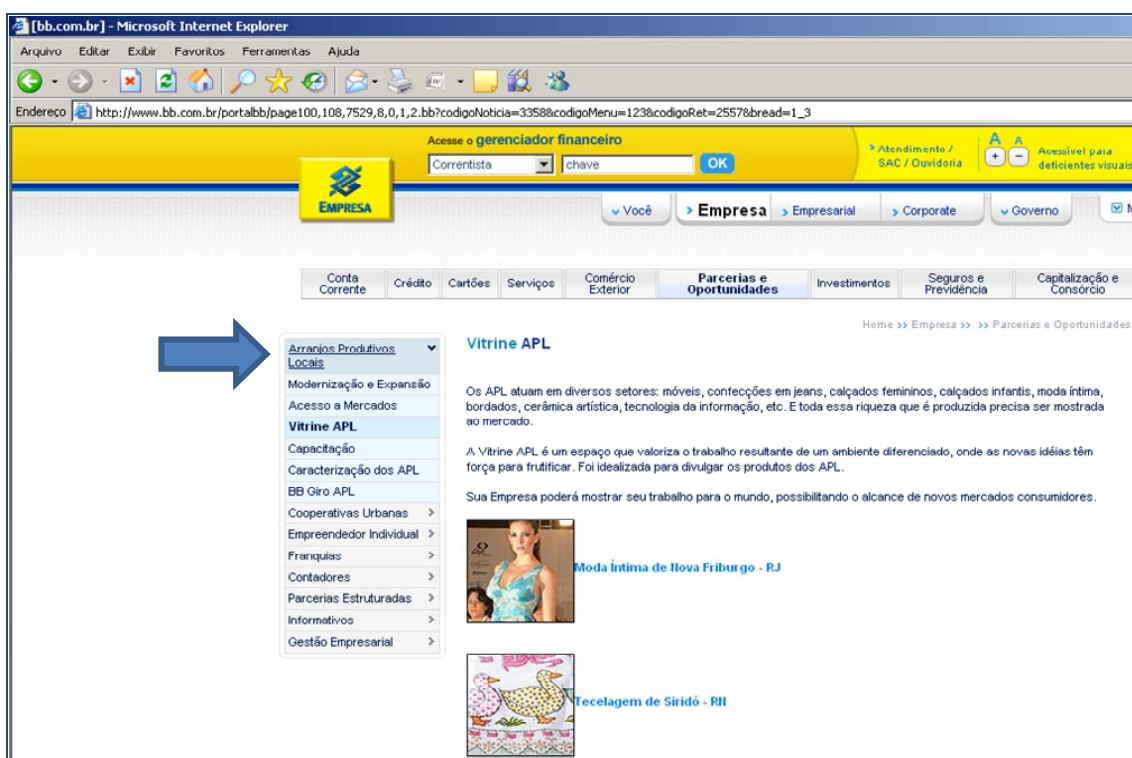 [bb.com.br] - Microsoft Internet Explorer
Arquivo Editar Exibir Favoritos Ferramentas Ajuda
Endereço http://www.bb.com.br/portalbb/page100,108,7529,8,0,1,2.bb?codigoNoticia=3358&codigoMenu=123&codigoRet=2557&bread=1_3
Acesse o gerenciador financeiro
Correntista chave OK
Atendimento / SAC / Ouvidoria
A A
+ -
Acessível para deficientes visuais
EMPRESA
Você Empresa Empresarial Corporate Governo
Conta Corrente Crédito Cartões Serviços Comércio Exterior Parcerias e Oportunidades Investimentos Seguros e Previdência Capitalização e Consórcio
Home >> Empresa >> >> Parcerias e Oportunidades
Arranjos Produtivos
Locais
Modernização e Expansão
Acesso a Mercados
Vitrine APL
Capacitação
Caracterização dos APL
BB Giro APL
Cooperativas Urbanas >
Empreendedor Individual >
Franquias >
Contadores >
Parcerias Estruturadas >
Informativos >
Gestão Empresarial >
Vitrine APL
Os APL atuam em diversos setores: móveis, confecções em jeans, calçados femininos, calçados infantis, moda íntima,
bordados, cerâmica artística, tecnologia da informação, etc. E toda essa riqueza que é produzida precisa ser mostrada
ao mercado.
A Vitrine APL é um espaço que valoriza o trabalho resultante de um ambiente diferenciado, onde as novas idéias têm
força para frutificar. Foi idealizada para divulgar os produtos dos APL.
Sua Empresa poderá mostrar seu trabalho para o mundo, possibilitando o alcance de novos mercados consumidores.
Moda Íntima de Nova Friburgo - RJ
Tecelagem de Siridó - RN